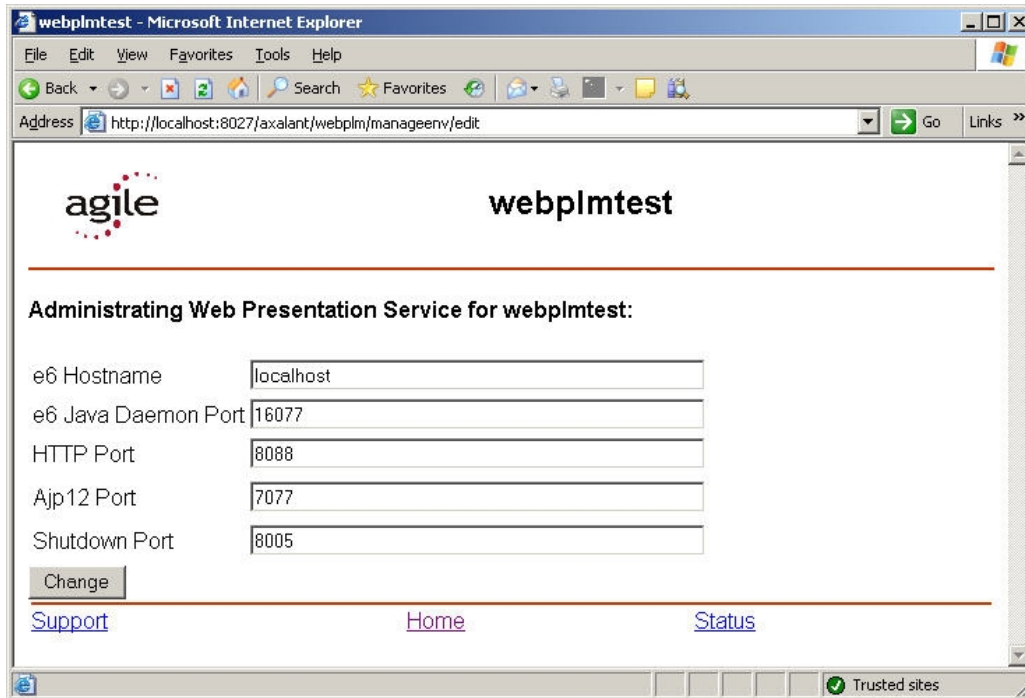 webplmtest - Microsoft Internet Explorer
File Edit View Favorites Tools Help
Back Search Favorites
Address http://localhost:8027/axalant/webplm/manageenv/edit Go Links »
agile
webplmtest
Administrating Web Presentation Service for webplmtest:
e6 Hostname localhost
e6 Java Daemon Port 16077
HTTP Port 8088
Ajp12 Port 7077
Shutdown Port 8005
Change
Support Home Status
Trusted sites